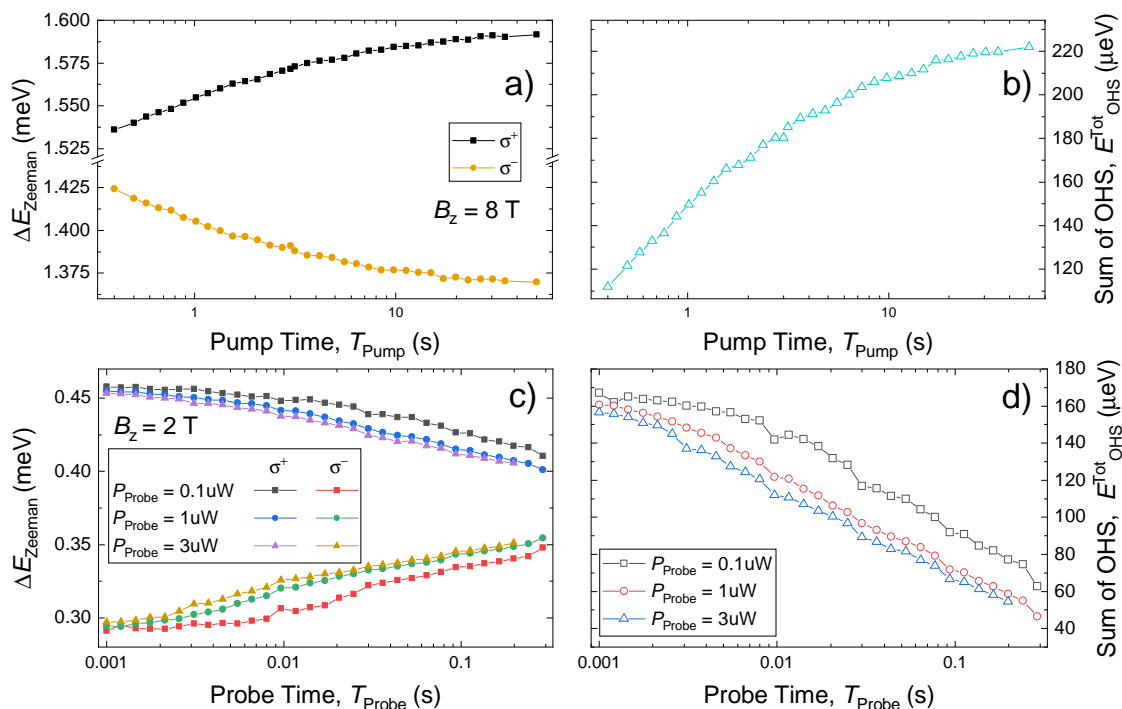 a)
1.600
1.575
1.550
1.525
1.425
1.400
1.375
ΔE_Zeeman (meV)
σ+
σ−
B_z = 8 T
1
10
Pump Time, T_Pump (s)
b)
220
200
180
160
140
120
Sum of OHS, E^Tot_OHS (μeV)
1
10
Pump Time, T_Pump (s)
c)
0.45
0.40
0.35
0.30
ΔE_Zeeman (meV)
B_z = 2 T
σ+ σ−
P_Probe = 0.1uW
P_Probe = 1uW
P_Probe = 3uW
0.001
0.01
0.1
Probe Time, T_Probe (s)
d)
180
160
140
120
100
80
60
40
Sum of OHS, E^Tot_OHS (μeV)
P_Probe = 0.1uW
P_Probe = 1uW
P_Probe = 3uW
0.001
0.01
0.1
Probe Time, T_Probe (s)